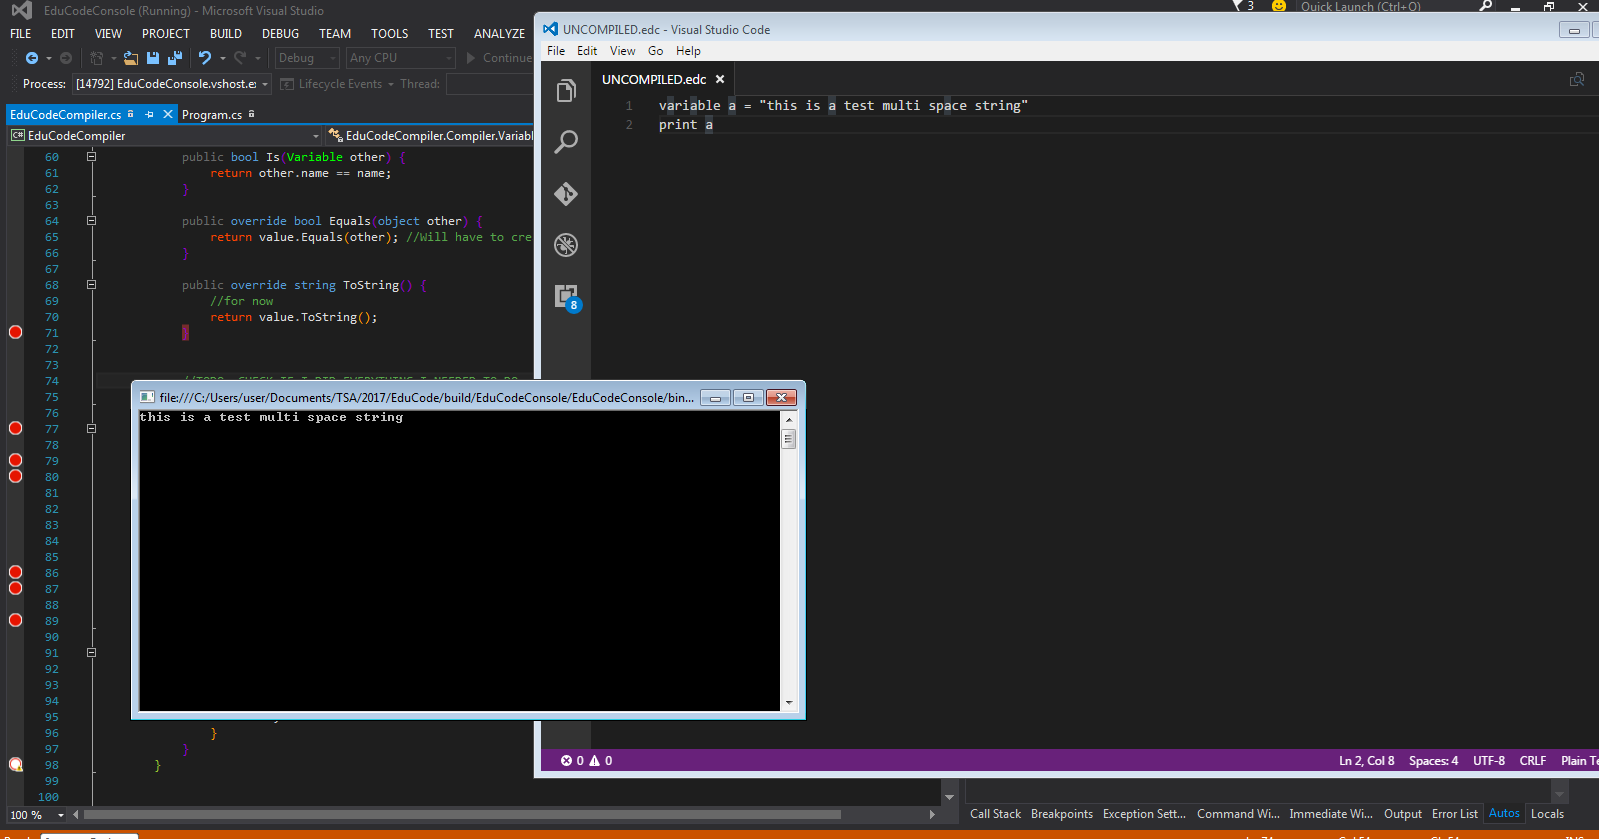 EduCodeConsole (Running) - Microsoft Visual Studio
3 Quick Launch (Ctrl+Q)
FILE EDIT VIEW PROJECT BUILD DEBUG TEAM TOOLS TEST ANALYZE
Debug Any CPU Continue
Process: [14792] EduCodeConsole.vshost.e Lifecycle Events Thread:
EduCodeCompiler.cs Program.cs
C# EduCodeCompiler EduCodeCompiler.Compiler.Variabl
60 public bool Is(Variable other) {
61 return other.name == name;
62 }
63
64 public override bool Equals(object other) {
65 return value.Equals(other); //Will have to cre
66 }
67
68 public override string ToString() {
69 //for now
70 return value.ToString();
71
72
73
74
75
76
77
78
79
80
81
82
83
84
85
86
87
88
89
90
91
92
93
94
95
96 }
97 }
98 }
99
100
100 %
UNCOMPILED.edc - Visual Studio Code
File Edit View Go Help
UNCOMPILED.edc
1 variable a = "this is a test multi space string"
2 print a
8
0 0 Ln 2, Col 8 Spaces: 4 UTF-8 CRLF Plain Te
file:///C:/Users/user/Documents/TSA/2017/EduCode/build/EduCodeConsole/EduCodeConsole/bin...
this is a test multi space string
Call Stack Breakpoints Exception Sett... Command Wi... Immediate Wi... Output Error List Autos Locals